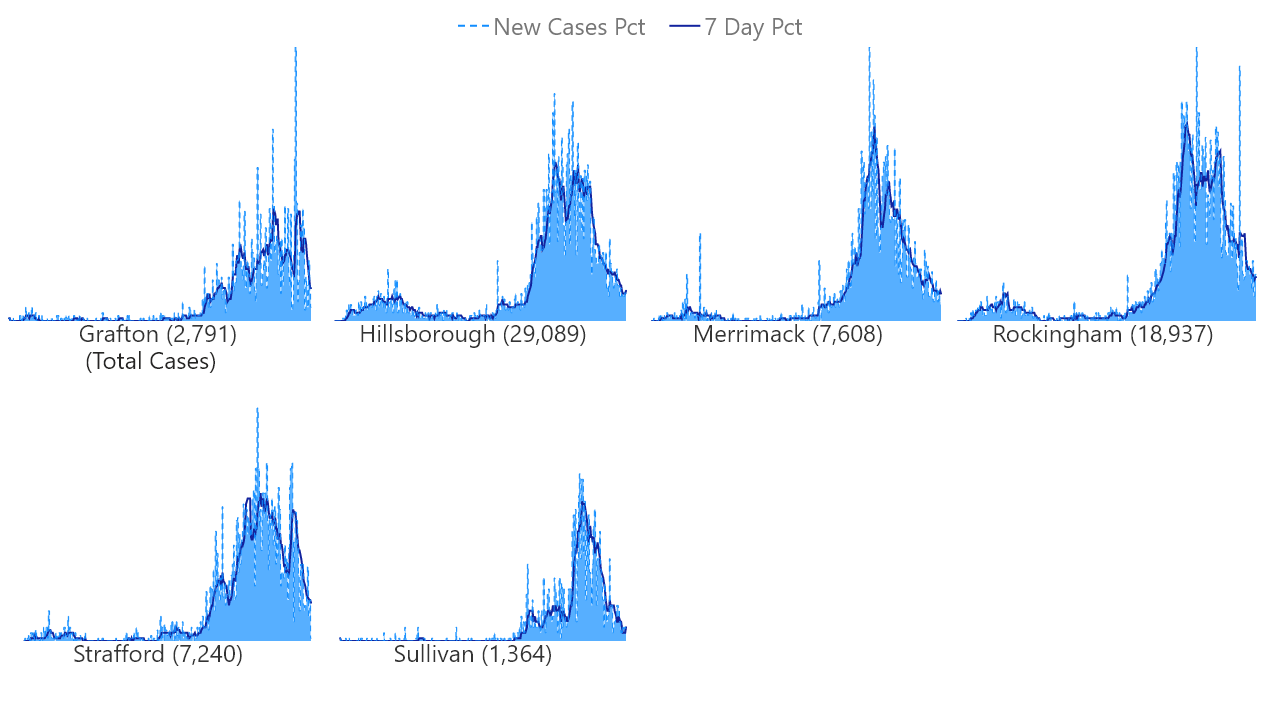 New Cases Pct 7 Day Pct
Grafton (2,791) Hillsborough (29,089) Merrimack (7,608) Rockingham (18,937)
(Total Cases)
Strafford (7,240) Sullivan (1,364)